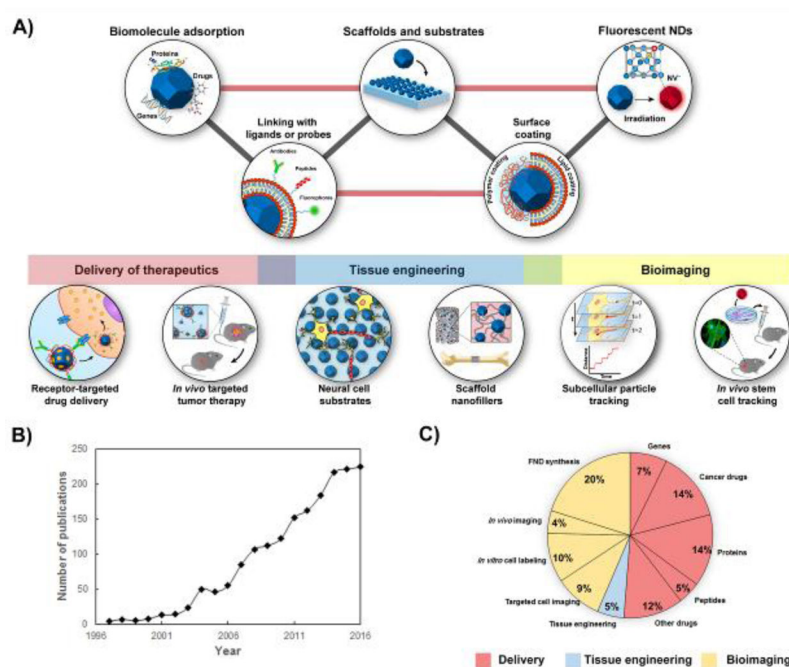 A)
Biomolecule adsorption
Scaffolds and substrates
Fluorescent NDs
Proteins
Drugs
Genes
NV⁻
Irradiation
Linking with
ligands or probes
Antibodies
Peptides
Fluorophores
Surface
coating
Polymer coating
Lipid coating
Delivery of therapeutics
Tissue engineering
Bioimaging
t
t=0
t=1
t=2
Distance
Time
Receptor-targeted
drug delivery
In vivo targeted
tumor therapy
Neural cell
substrates
Scaffold
nanofillers
Subcellular particle
tracking
In vivo stem
cell tracking
B)
Number of publications
250
200
150
100
50
0
1996
2001
2006
2011
2016
Year
C)
Genes
7%
Cancer drugs
14%
Proteins
14%
Peptides
5%
Other drugs
12%
Tissue engineering
5%
Targeted cell imaging
9%
In vitro cell labeling
10%
In vivo imaging
4%
FND synthesis
20%
Delivery
Tissue engineering
Bioimaging